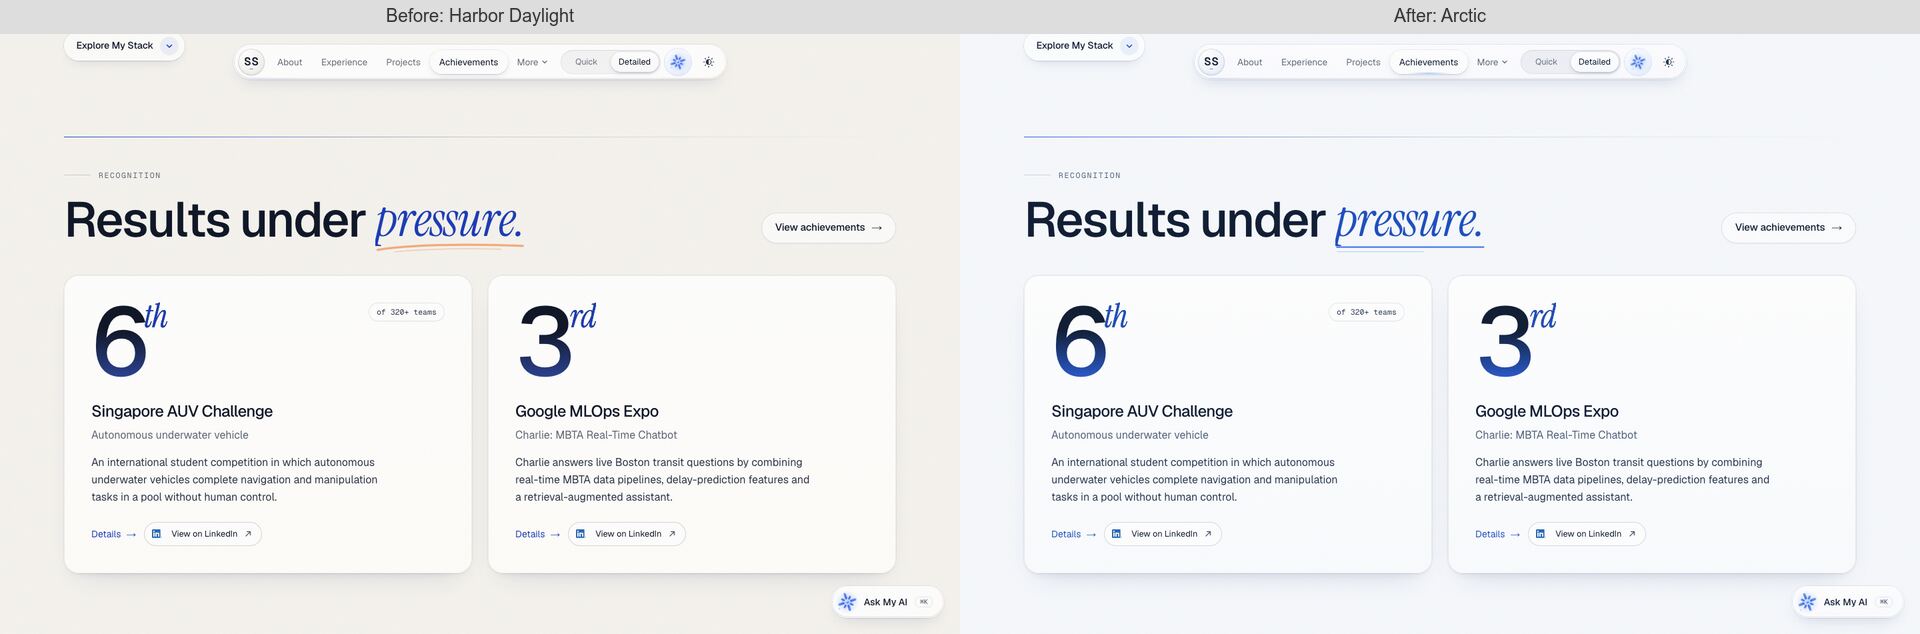 Before: Harbor Daylight
Explore My Stack
SS About Experience Projects Achievements More Quick Detailed
RECOGNITION
Results under pressure.
View achievements →
6th
of 320+ teams
Singapore AUV Challenge
Autonomous underwater vehicle
An international student competition in which autonomous
underwater vehicles complete navigation and manipulation
tasks in a pool without human control.
Details → in View on LinkedIn ↗
3rd
Google MLOps Expo
Charlie: MBTA Real-Time Chatbot
Charlie answers live Boston transit questions by combining
real-time MBTA data pipelines, delay-prediction features and
a retrieval-augmented assistant.
Details → in View on LinkedIn ↗
Ask My AI ⌘K
After: Arctic
Explore My Stack
SS About Experience Projects Achievements More Quick Detailed
RECOGNITION
Results under pressure.
View achievements →
6th
of 320+ teams
Singapore AUV Challenge
Autonomous underwater vehicle
An international student competition in which autonomous
underwater vehicles complete navigation and manipulation
tasks in a pool without human control.
Details → in View on LinkedIn ↗
3rd
Google MLOps Expo
Charlie: MBTA Real-Time Chatbot
Charlie answers live Boston transit questions by combining
real-time MBTA data pipelines, delay-prediction features and
a retrieval-augmented assistant.
Details → in View on LinkedIn ↗
Ask My AI ⌘K